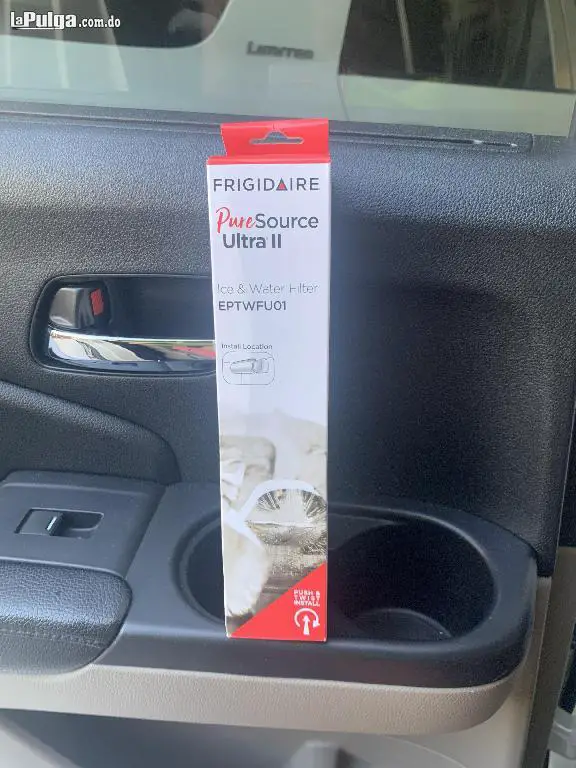 laPulga.com.do
LIMITED
FRIGIDAIRE
PureSource
Ultra II
Ice & Water Filter
EPTWFU01
Install Location
PUSH &
TWIST
INSTALL